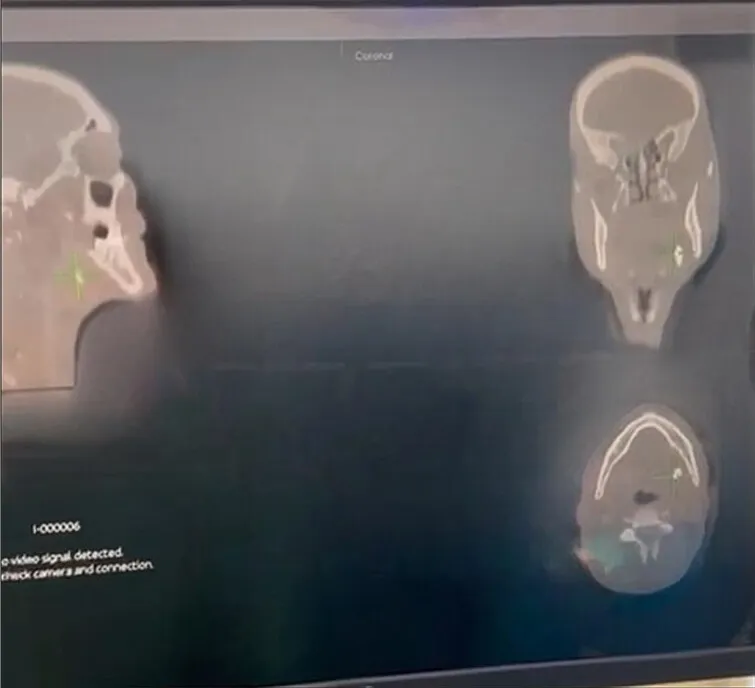 Coronal
I-000006
o video signal detected.
check camera and connection.